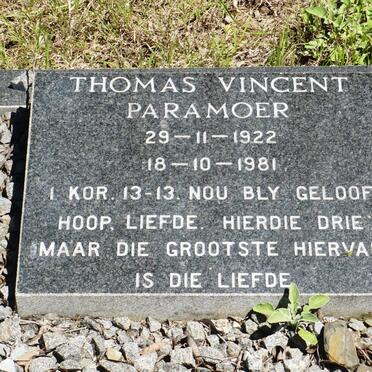 THOMAS VINCENT
PARAMOER
29-11-1922
18-10-1981
1 KOR. 13-13. NOU BLY GELOOF
HOOP, LIEFDE. HIERDIE DRIE
MAAR DIE GROOTSTE HIERVA
IS DIE LIEFDE